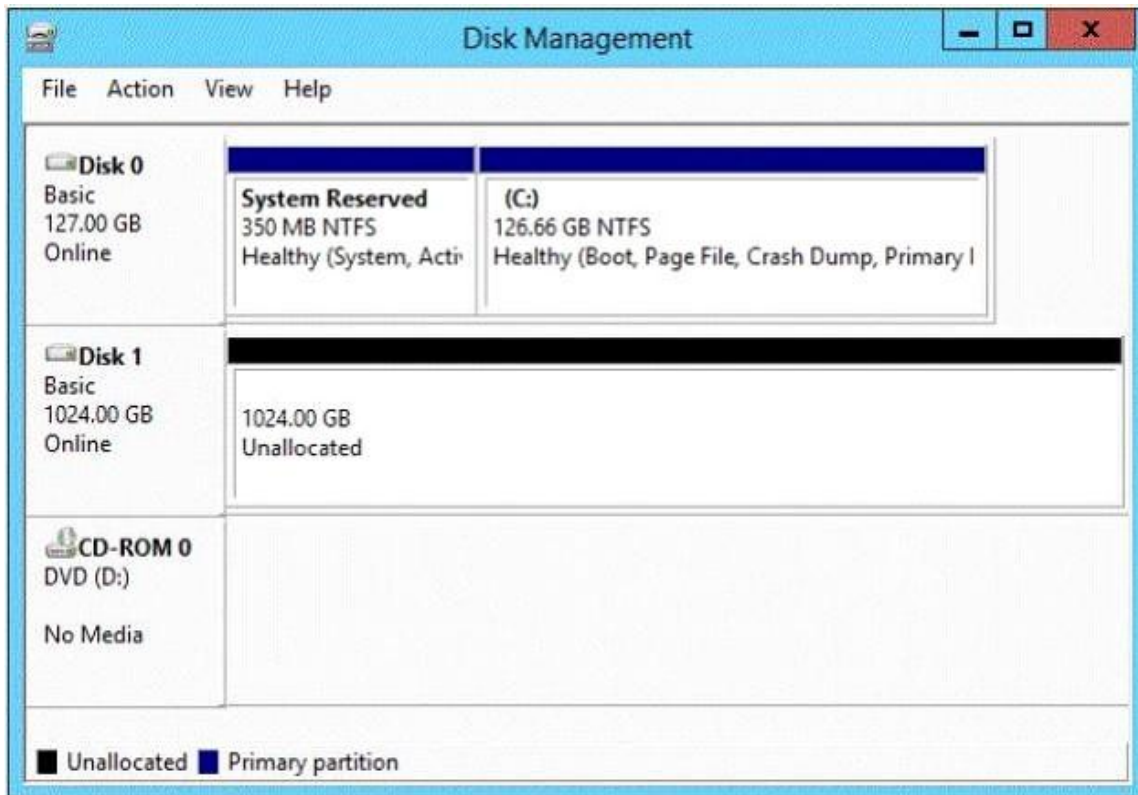 Disk Management
File Action View Help
Disk 0
Basic
127.00 GB
Online
System Reserved
350 MB NTFS
Healthy (System, Acti
(C:)
126.66 GB NTFS
Healthy (Boot, Page File, Crash Dump, Primary
Disk 1
Basic
1024.00 GB
Online
1024.00 GB
Unallocated
CD-ROM 0
DVD (D:)
No Media
Unallocated Primary partition